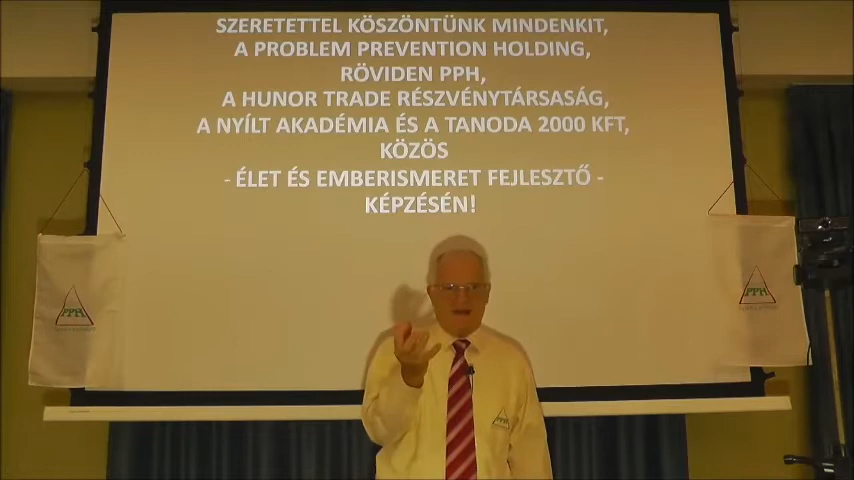 SZERETETTEL KÖSZÖNTÜNK MINDENKIT,
A PROBLEM PREVENTION HOLDING,
RÖVIDEN PPH,
A HUNOR TRADE RÉSZVÉNYTÁRSASÁG,
A NYÍLT AKADÉMIA ÉS A TANODA 2000 KFT,
KÖZÖS
- ÉLET ÉS EMBERISMERET FEJLESZTŐ -
KÉPZÉSÉN!
PPH
PPH
PPH